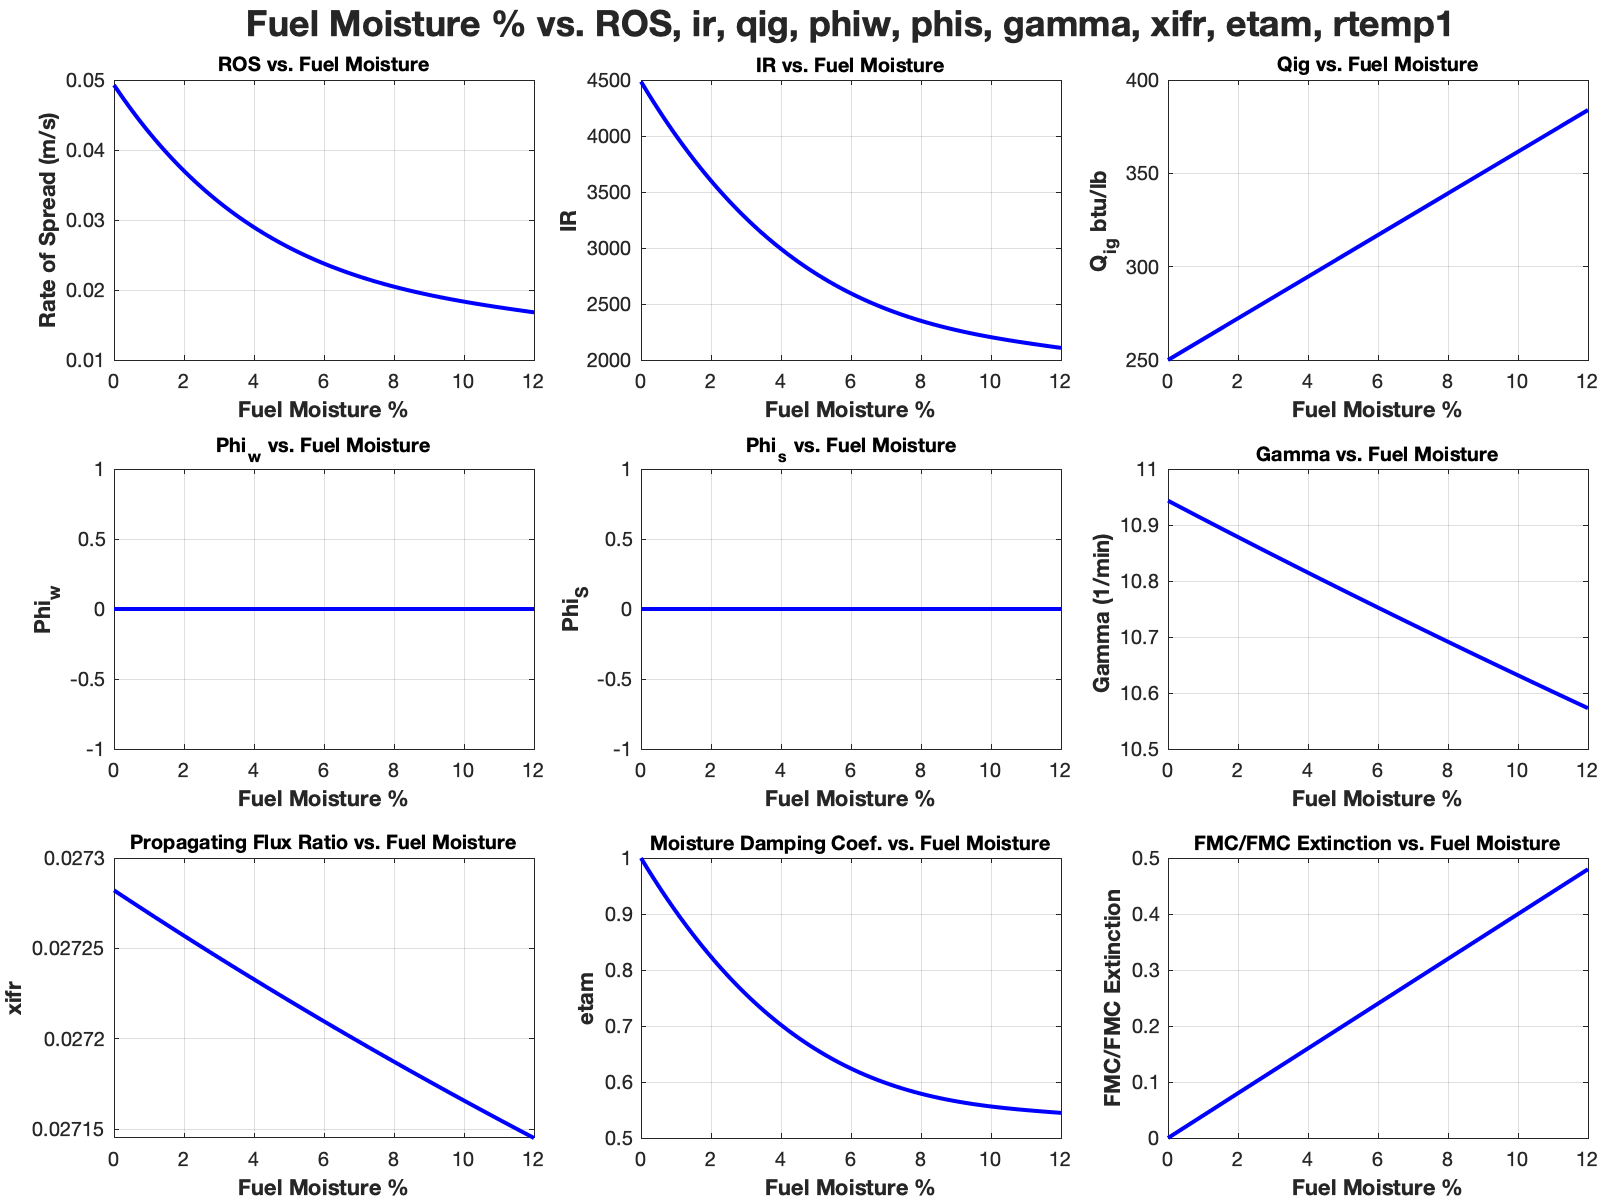 Fuel Moisture % vs. ROS, ir, qig, phiw, phis, gamma, xifr, etam, rtemp1
ROS vs. Fuel Moisture
Rate of Spread (m/s)
0.05
0.04
0.03
0.02
0.01
0 2 4 6 8 10 12
Fuel Moisture %
IR vs. Fuel Moisture
IR
4500
4000
3500
3000
2500
2000
0 2 4 6 8 10 12
Fuel Moisture %
Qig vs. Fuel Moisture
Qig btu/lb
400
350
300
250
0 2 4 6 8 10 12
Fuel Moisture %
Phiw vs. Fuel Moisture
Phiw
1
0.5
0
-0.5
-1
0 2 4 6 8 10 12
Fuel Moisture %
Phis vs. Fuel Moisture
PhiS
1
0.5
0
-0.5
-1
0 2 4 6 8 10 12
Fuel Moisture %
Gamma vs. Fuel Moisture
Gamma (1/min)
11
10.9
10.8
10.7
10.6
10.5
0 2 4 6 8 10 12
Fuel Moisture %
Propagating Flux Ratio vs. Fuel Moisture
xifr
0.0273
0.02725
0.0272
0.02715
0 2 4 6 8 10 12
Fuel Moisture %
Moisture Damping Coef. vs. Fuel Moisture
etam
1
0.9
0.8
0.7
0.6
0.5
0 2 4 6 8 10 12
Fuel Moisture %
FMC/FMC Extinction vs. Fuel Moisture
FMC/FMC Extinction
0.5
0.4
0.3
0.2
0.1
0
0 2 4 6 8 10 12
Fuel Moisture %